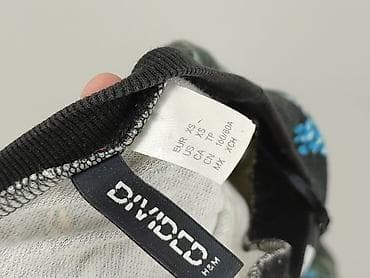 EUR XS
US XS
CA TP
CN 160/80A
MX XCH
DIVIDED
H&M